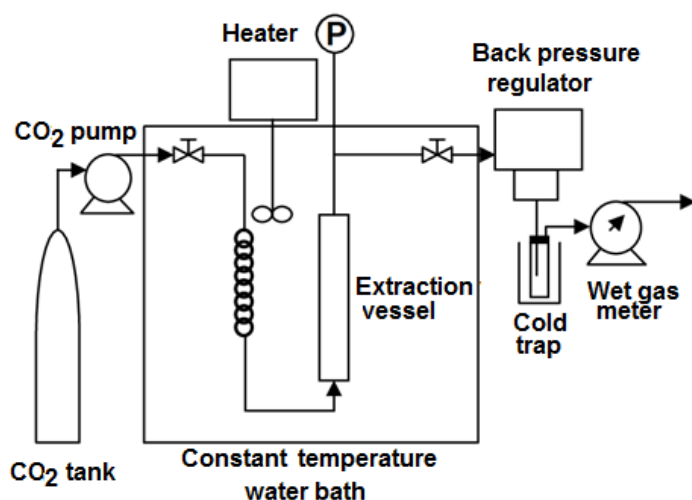 Heater
P
Back pressure
regulator
CO₂ pump
Extraction
vessel
Cold
trap
Wet gas
meter
CO₂ tank
Constant temperature
water bath